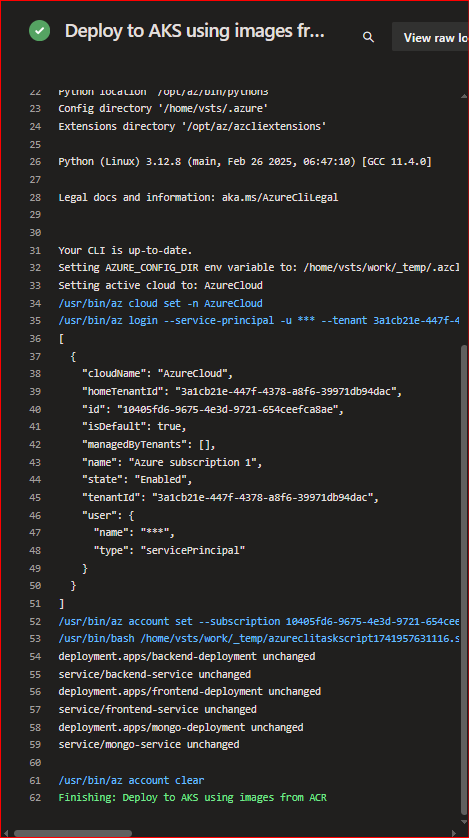 Deploy to AKS using images fr...
View raw lo
22 Python location '/opt/az/bin/python3'
23 Config directory '/home/vsts/.azure'
24 Extensions directory '/opt/az/azcliextensions'
25
26 Python (Linux) 3.12.8 (main, Feb 26 2025, 06:47:10) [GCC 11.4.0]
27
28 Legal docs and information: aka.ms/AzureCliLegal
29
30
31 Your CLI is up-to-date.
32 Setting AZURE_CONFIG_DIR env variable to: /home/vsts/work/_temp/.azcl
33 Setting active cloud to: AzureCloud
34 /usr/bin/az cloud set -n AzureCloud
35 /usr/bin/az login --service-principal -u *** --tenant 3a1cb21e-447f-4
36 [
37 {
38 "cloudName": "AzureCloud",
39 "homeTenantId": "3a1cb21e-447f-4378-a8f6-39971db94dac",
40 "id": "10405fd6-9675-4e3d-9721-654ceefca8ae",
41 "isDefault": true,
42 "managedByTenants": [],
43 "name": "Azure subscription 1",
44 "state": "Enabled",
45 "tenantId": "3a1cb21e-447f-4378-a8f6-39971db94dac",
46 "user": {
47 "name": "***",
48 "type": "servicePrincipal"
49 }
50 }
51 ]
52 /usr/bin/az account set --subscription 10405fd6-9675-4e3d-9721-654cee
53 /usr/bin/bash /home/vsts/work/_temp/azureclitaskscript1741957631116.s
54 deployment.apps/backend-deployment unchanged
55 service/backend-service unchanged
56 deployment.apps/frontend-deployment unchanged
57 service/frontend-service unchanged
58 deployment.apps/mongo-deployment unchanged
59 service/mongo-service unchanged
60
61 /usr/bin/az account clear
62 Finishing: Deploy to AKS using images from ACR